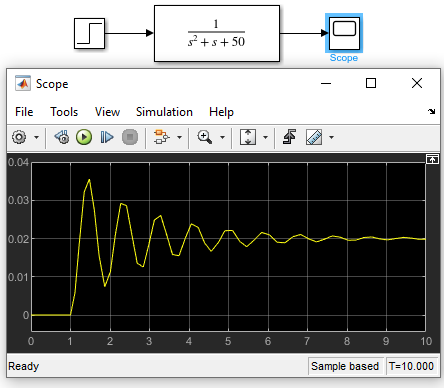 1
s² + s + 50
Scope
Scope
File Tools View Simulation Help
0.04
0.03
0.02
0.01
0
0 1 2 3 4 5 6 7 8 9 10
Ready Sample based T=10.000